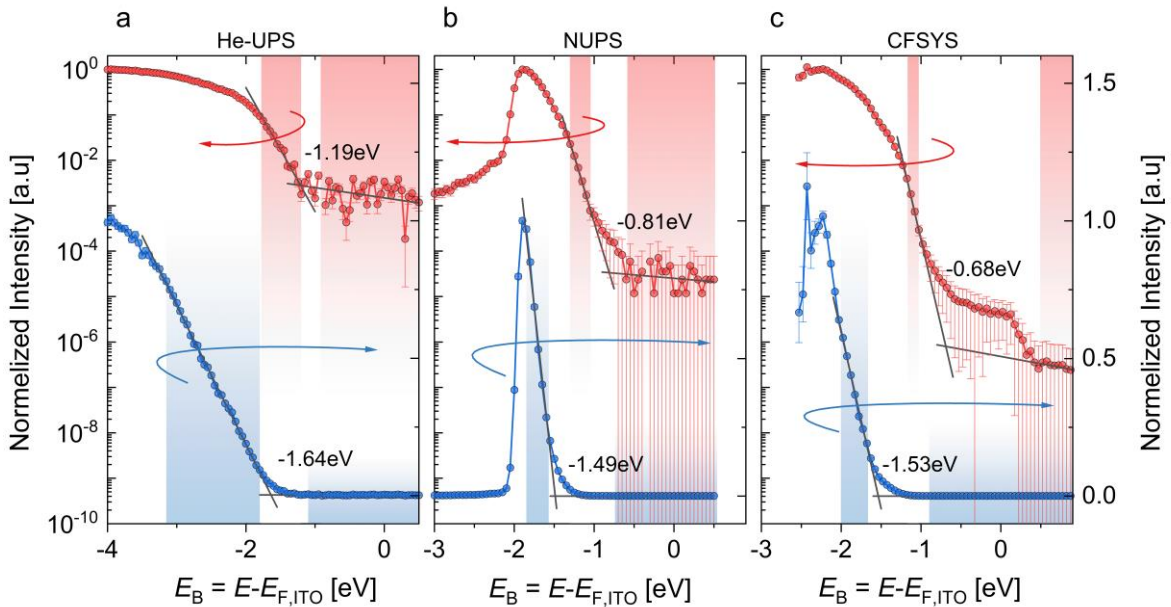 a b c
He-UPS NUPS CFSYS
10^0 10^-2 10^-4 10^-6 10^-8 10^-10
Normelized Intensity [a.u]
-1.19eV
-1.64eV
-0.81eV
-1.49eV
-0.68eV
-1.53eV
1.5 1.0 0.5 0.0
Normelized Intensity [a.u]
-4 -2 0 -3 -2 -1 0 -3 -2 -1 0
E_B = E-E_F,ITO [eV] E_B = E-E_F,ITO [eV] E_B = E-E_F,ITO [eV]